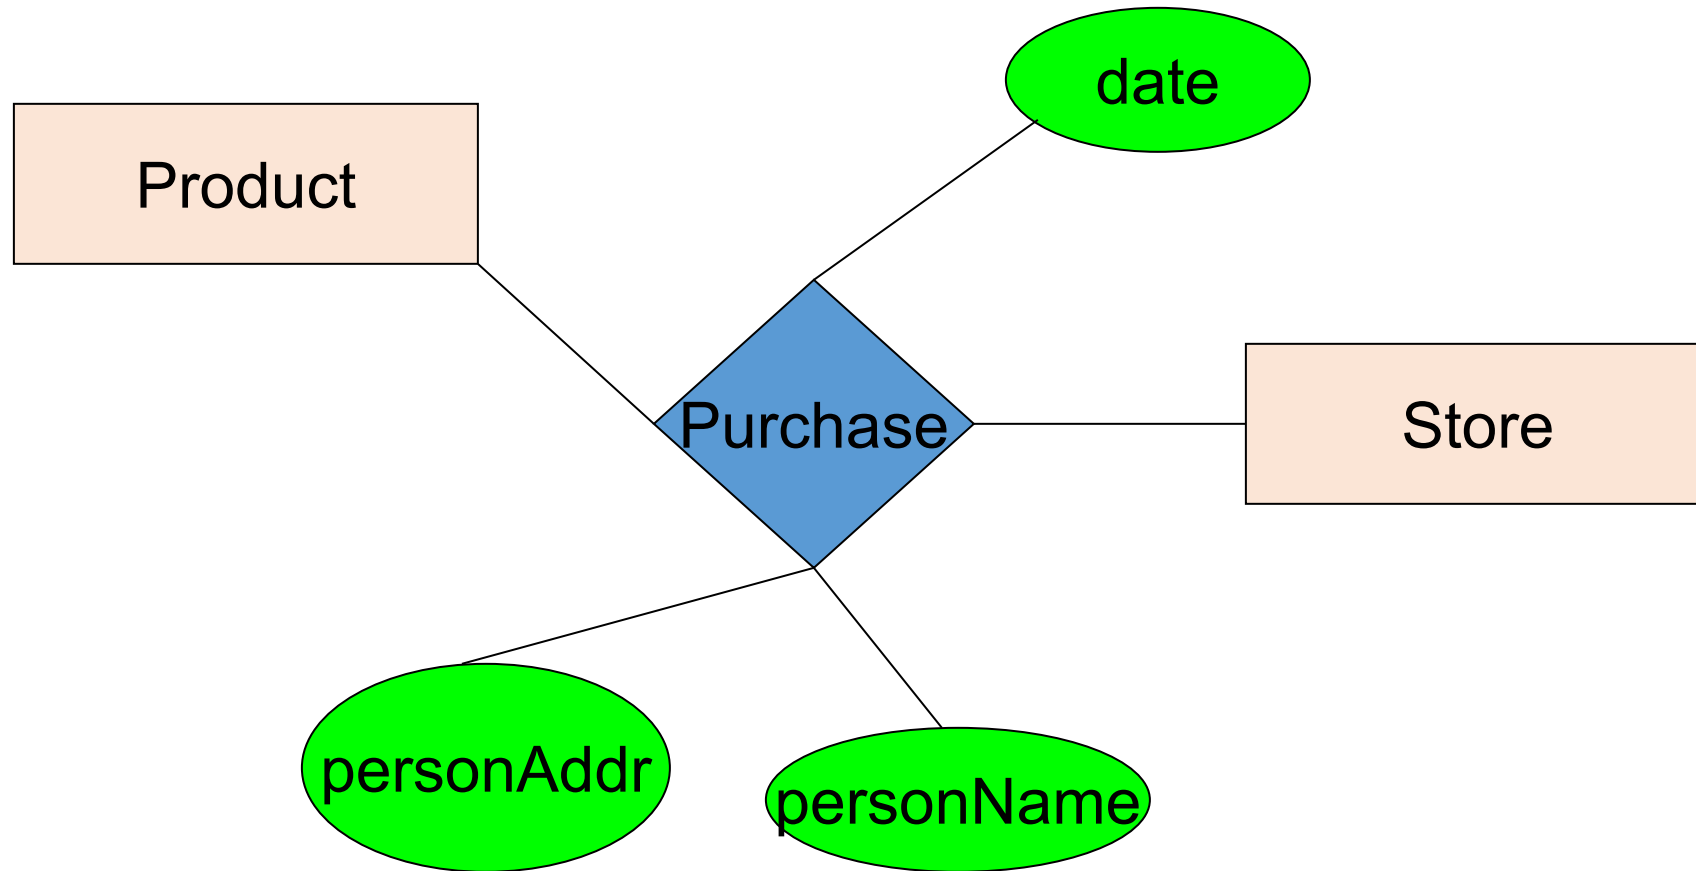 date
Product
Purchase
Store
personAddr
personName